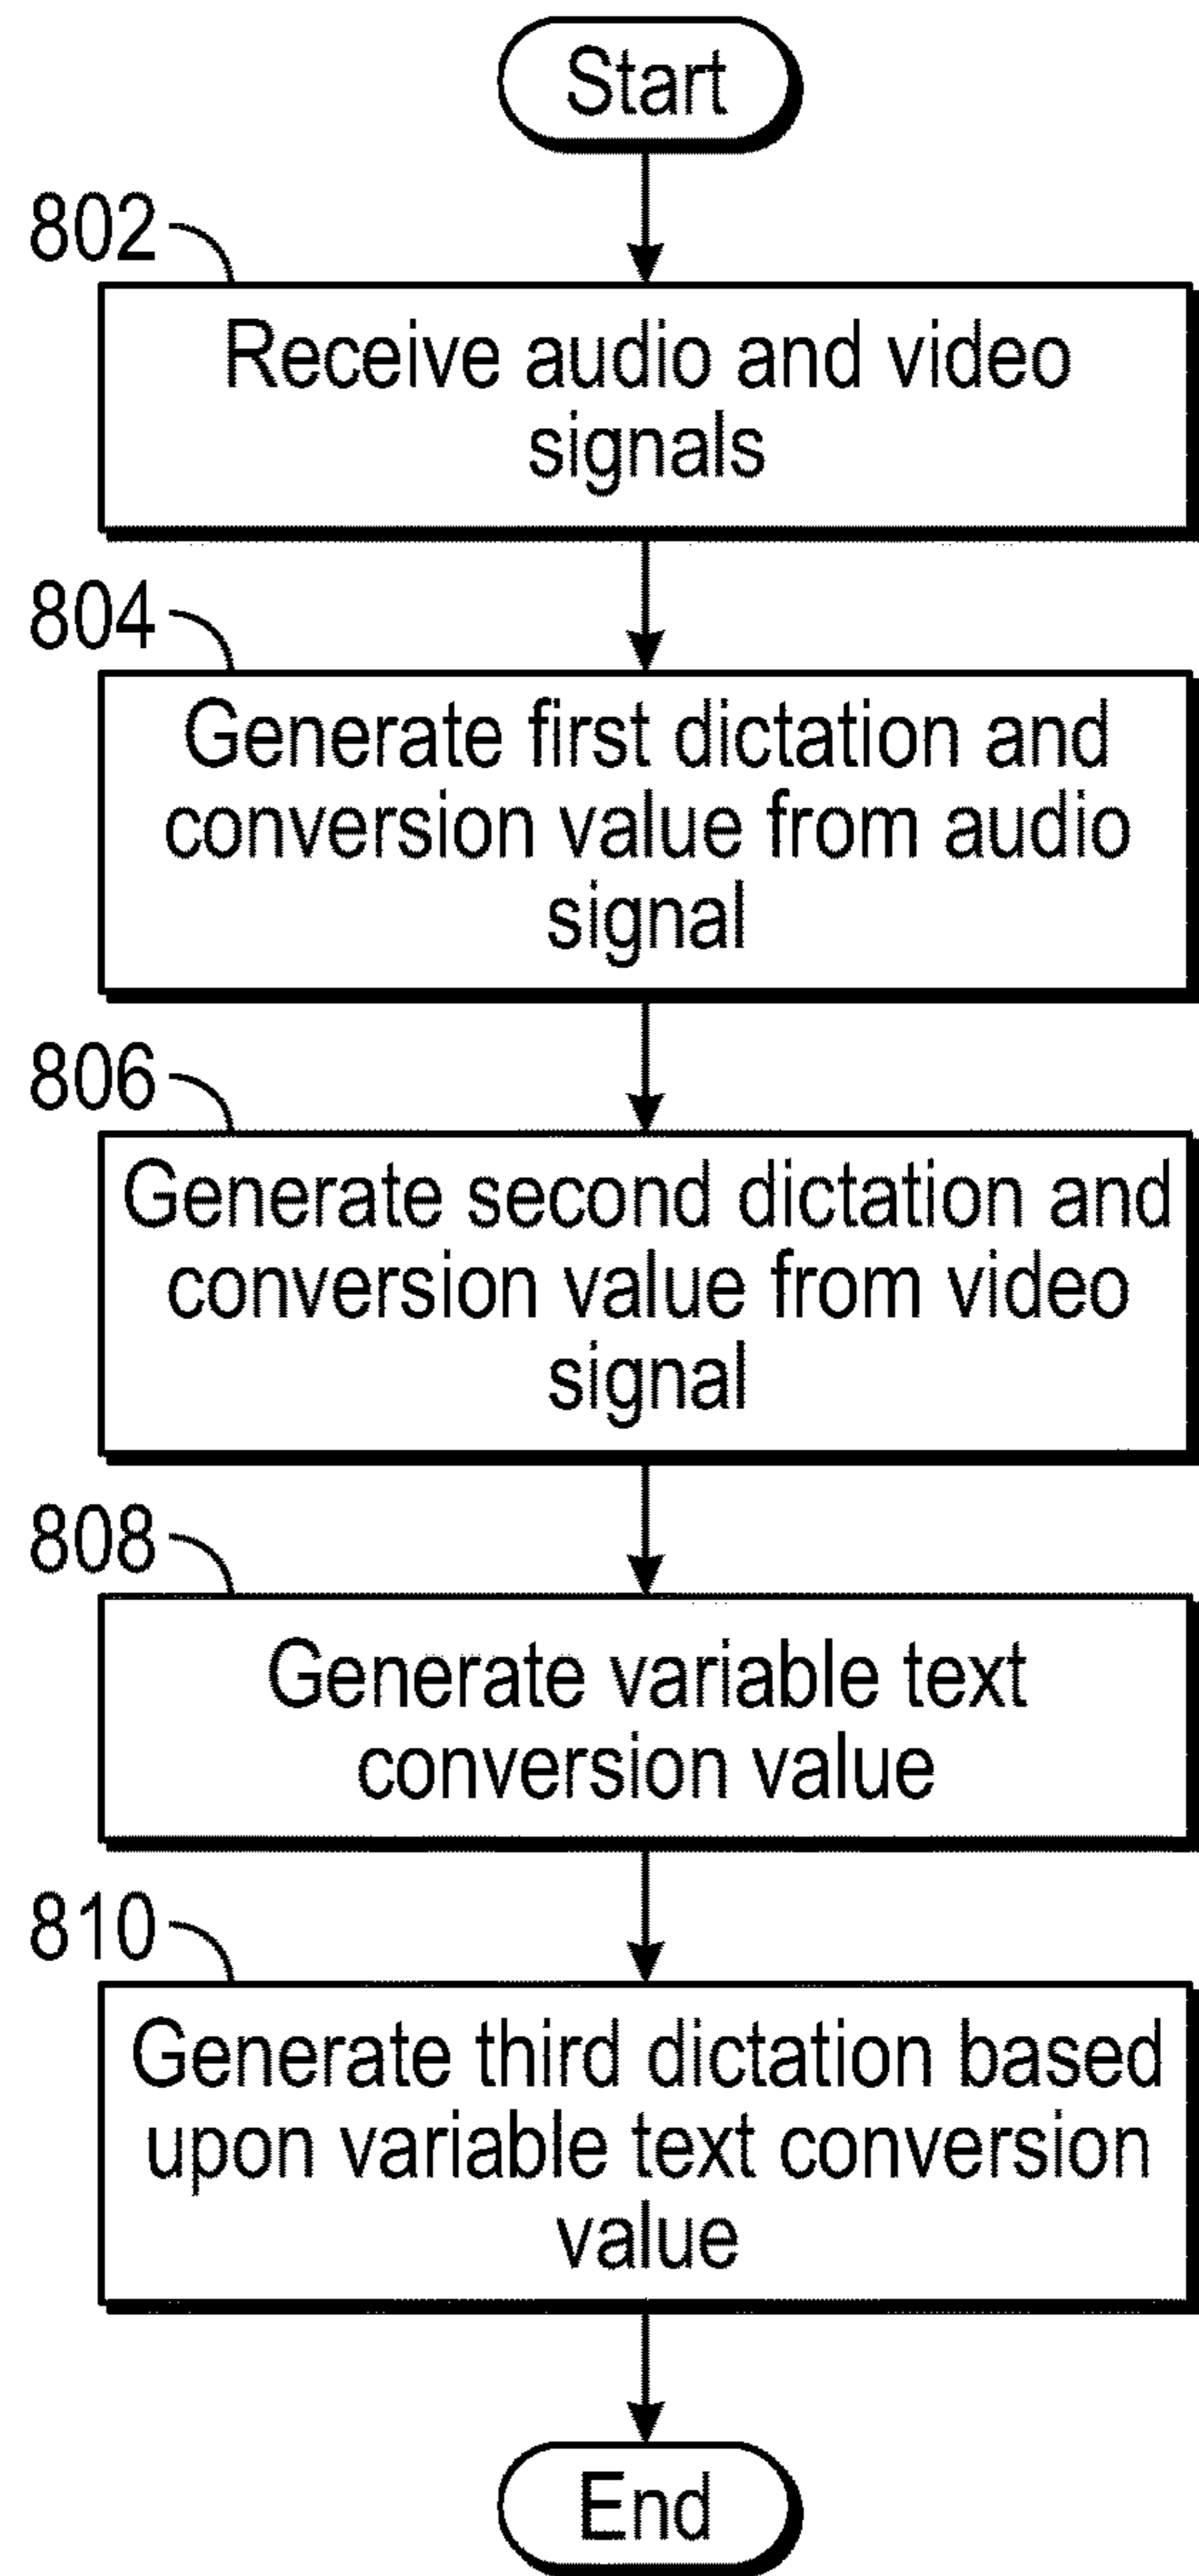 Start
802
Receive audio and video
signals
804
Generate first dictation and
conversion value from audio
signal
806
Generate second dictation and
conversion value from video
signal
808
Generate variable text
conversion value
810
Generate third dictation based
upon variable text conversion
value
End